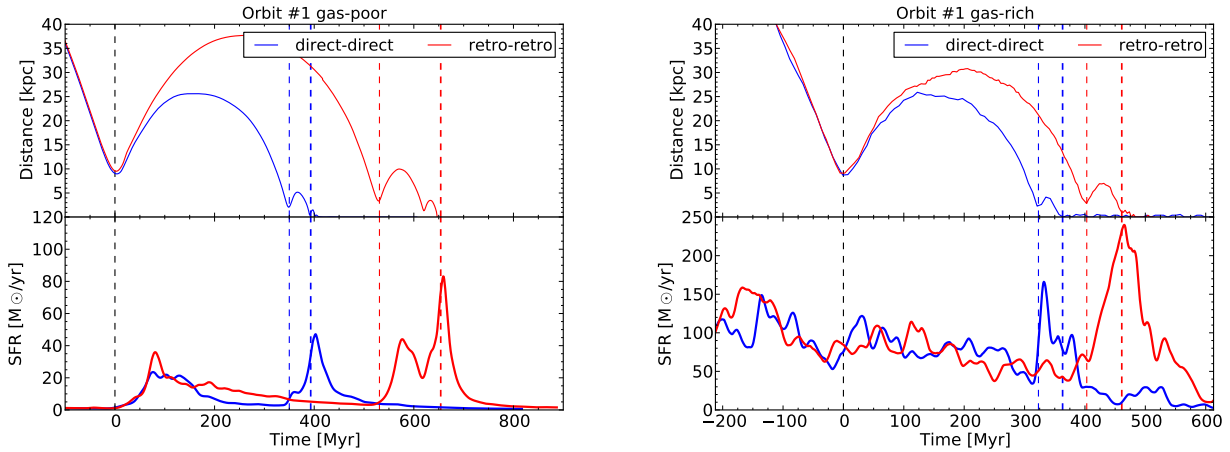 Orbit #1 gas-poor
40
35
30
25
20
15
10
5
Distance [kpc]
direct-direct
retro-retro
120
100
80
60
40
20
0
SFR [M⊙/yr]
0 200 400 600 800
Time [Myr]
Orbit #1 gas-rich
40
35
30
25
20
15
10
5
Distance [kpc]
direct-direct
retro-retro
250
200
150
100
50
0
SFR [M⊙/yr]
−200 −100 0 100 200 300 400 500 600
Time [Myr]